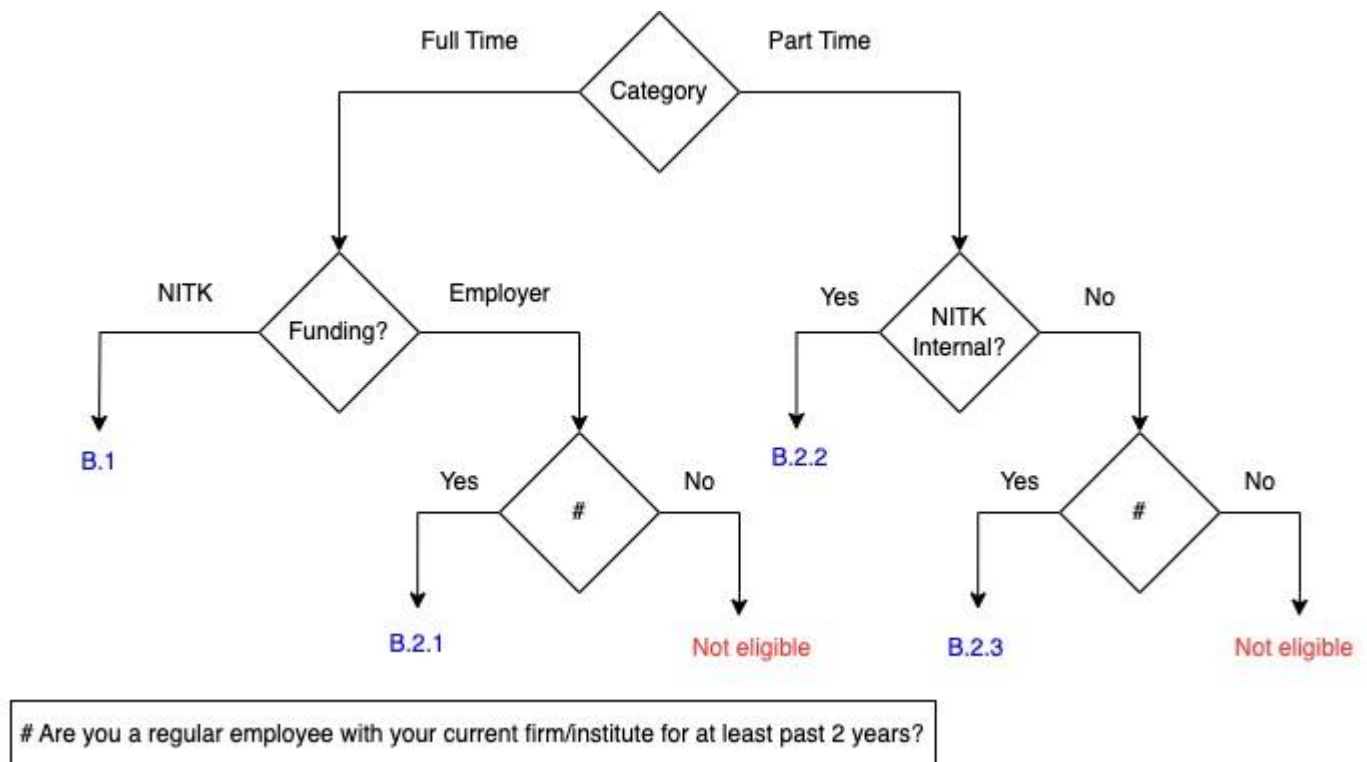 Full Time
Part Time
Category
NITK
Employer
Funding?
Yes
No
NITK
Internal?
B.1
Yes
No
#
B.2.2
Yes
No
#
B.2.1
Not eligible
B.2.3
Not eligible
# Are you a regular employee with your current firm/institute for at least past 2 years?